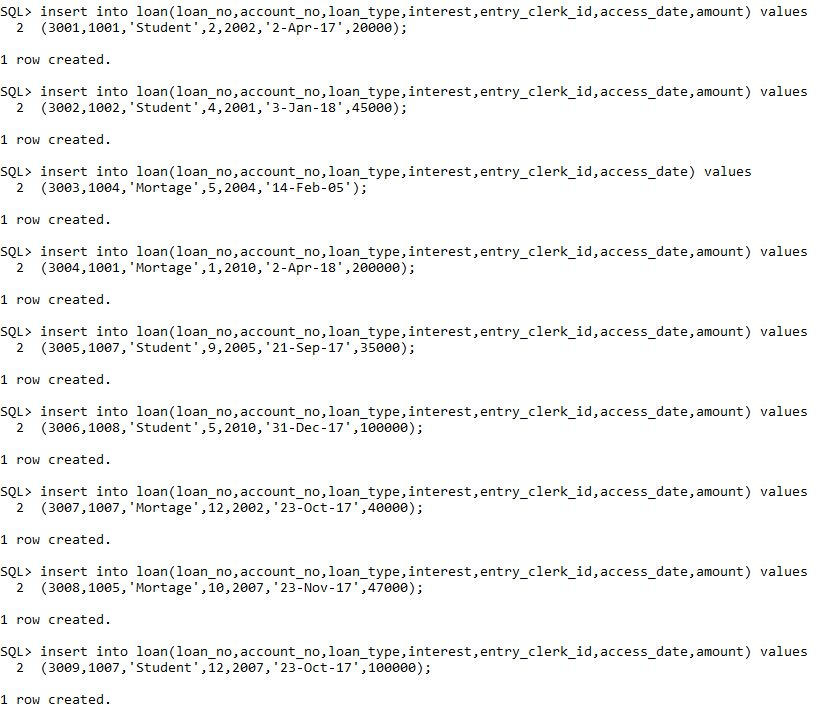 SQL> insert into loan(loan_no,account_no,loan_type,interest,entry_clerk_id,access_date,amount) values
  2  (3001,1001,'Student',2,2002,'2-Apr-17',20000);
1 row created.
SQL> insert into loan(loan_no,account_no,loan_type,interest,entry_clerk_id,access_date,amount) values
  2  (3002,1002,'Student',4,2001,'3-Jan-18',45000);
1 row created.
SQL> insert into loan(loan_no,account_no,loan_type,interest,entry_clerk_id,access_date) values
  2  (3003,1004,'Mortage',5,2004,'14-Feb-05');
1 row created.
SQL> insert into loan(loan_no,account_no,loan_type,interest,entry_clerk_id,access_date,amount) values
  2  (3004,1001,'Mortage',1,2010,'2-Apr-18',200000);
1 row created.
SQL> insert into loan(loan_no,account_no,loan_type,interest,entry_clerk_id,access_date,amount) values
  2  (3005,1007,'Student',9,2005,'21-Sep-17',35000);
1 row created.
SQL> insert into loan(loan_no,account_no,loan_type,interest,entry_clerk_id,access_date,amount) values
  2  (3006,1008,'Student',5,2010,'31-Dec-17',100000);
1 row created.
SQL> insert into loan(loan_no,account_no,loan_type,interest,entry_clerk_id,access_date,amount) values
  2  (3007,1007,'Mortage',12,2002,'23-Oct-17',40000);
1 row created.
SQL> insert into loan(loan_no,account_no,loan_type,interest,entry_clerk_id,access_date,amount) values
  2  (3008,1005,'Mortage',10,2007,'23-Nov-17',47000);
1 row created.
SQL> insert into loan(loan_no,account_no,loan_type,interest,entry_clerk_id,access_date,amount) values
  2  (3009,1007,'Student',12,2007,'23-Oct-17',100000);
1 row created.